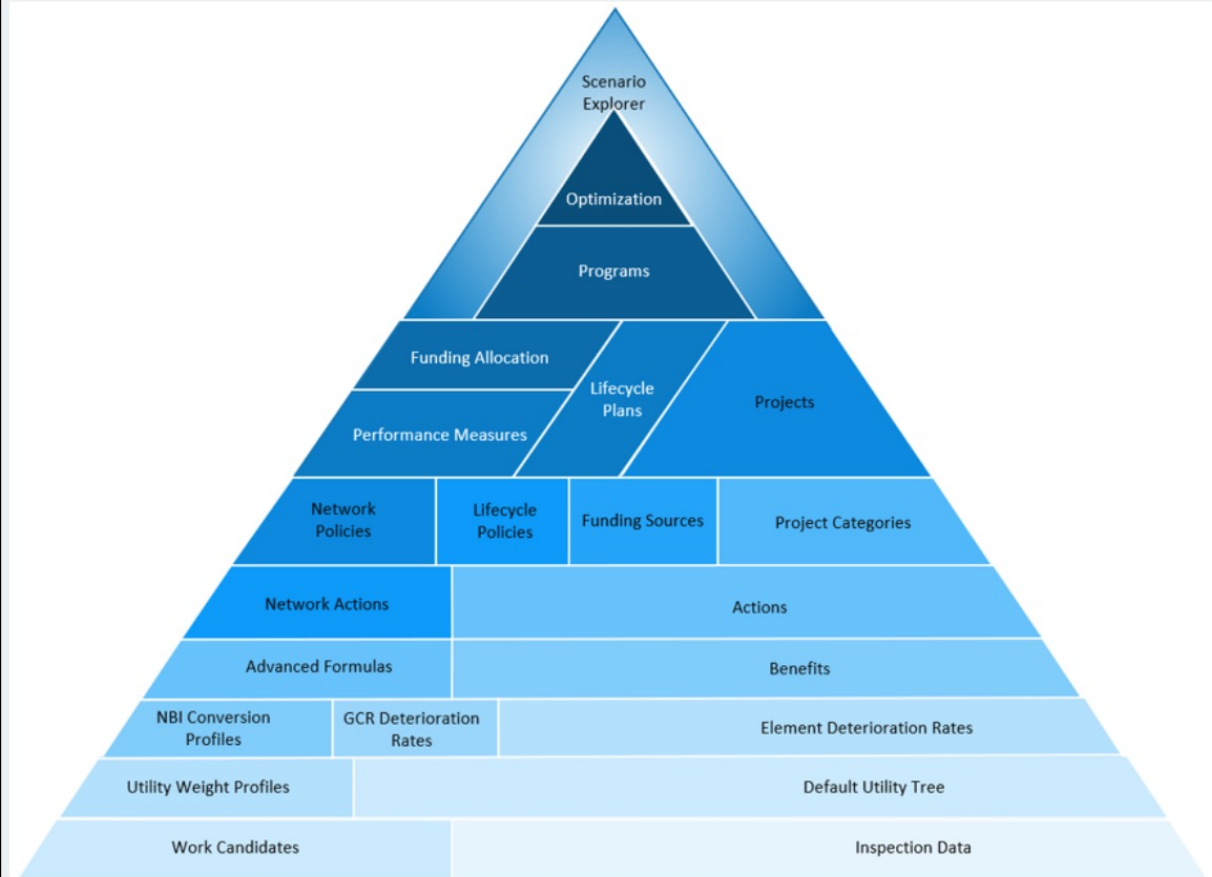 Scenario
Explorer
Optimization
Programs
Funding Allocation
Lifecycle
Plans
Projects
Performance Measures
Network
Policies
Lifecycle
Policies
Funding Sources
Project Categories
Network Actions
Actions
Advanced Formulas
Benefits
NBI Conversion
Profiles
GCR Deterioration
Rates
Element Deterioration Rates
Utility Weight Profiles
Default Utility Tree
Work Candidates
Inspection Data